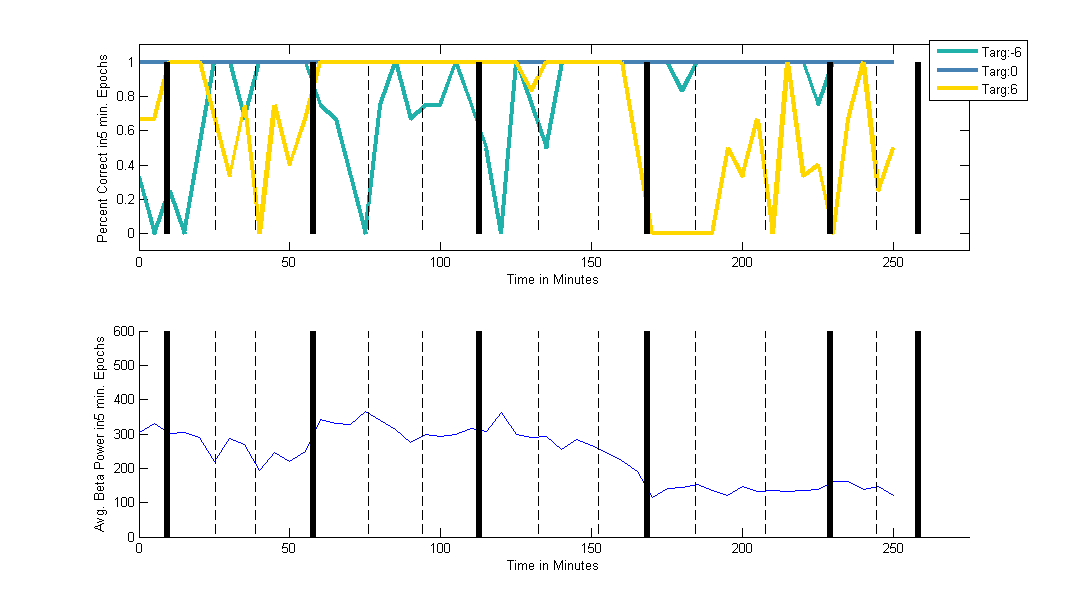 Targ:-6
Targ:0
Targ:6
Percent Correct in5 min. Epochs
1
0.8
0.6
0.4
0.2
0
0 50 100 150 200 250
Time in Minutes
Avg. Beta Power in5 min. Epochs
600
500
400
300
200
100
0
0 50 100 150 200 250
Time in Minutes